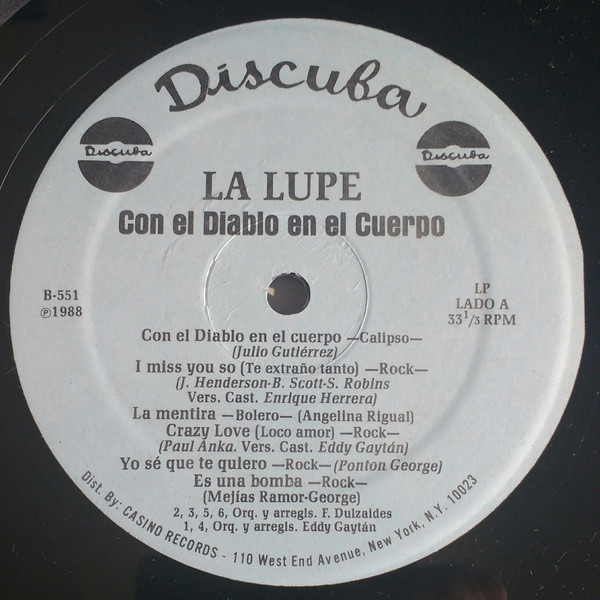 Discuba
Discuba
Discuba
LA LUPE
Con el Diablo en el Cuerpo
B-551
℗1988
LP
LADO A
33 1/3 RPM
Con el Diablo en el cuerpo —Calipso—
(Julio Gutiérrez)
I miss you so (Te extraño tanto) —Rock—
(J. Henderson-B. Scott-S. Robins
Vers. Cast. Enrique Herrera)
La mentira —Bolero— (Angelina Rigual)
Crazy Love (Loco amor) —Rock—
(Paul Anka. Vers. Cast. Eddy Gaytán)
Yo sé que te quiero —Rock— (Ponton George)
Es una bomba —Rock—
(Mejías Ramor-George)
2, 3, 5, 6, Orq. y arregls. F. Dulzaides
1, 4, Orq. y arregls. Eddy Gaytán
Dist. By: CASINO RECORDS - 110 West End Avenue, New York, N.Y. 10023